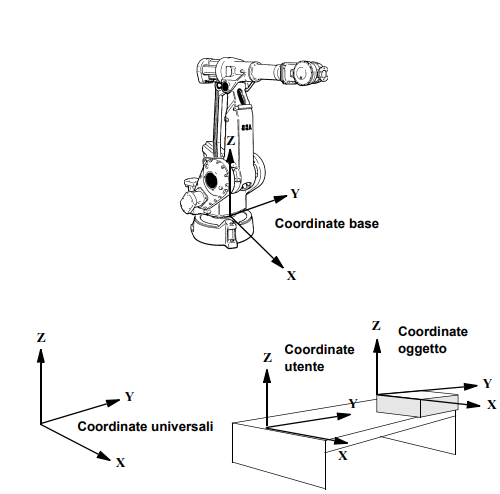 Z
Y
Coordinate base
X
Z
Coordinate
oggetto
Z
Coordinate
utente
Z
Y
Coordinate universali
X
Y
X
Y
X